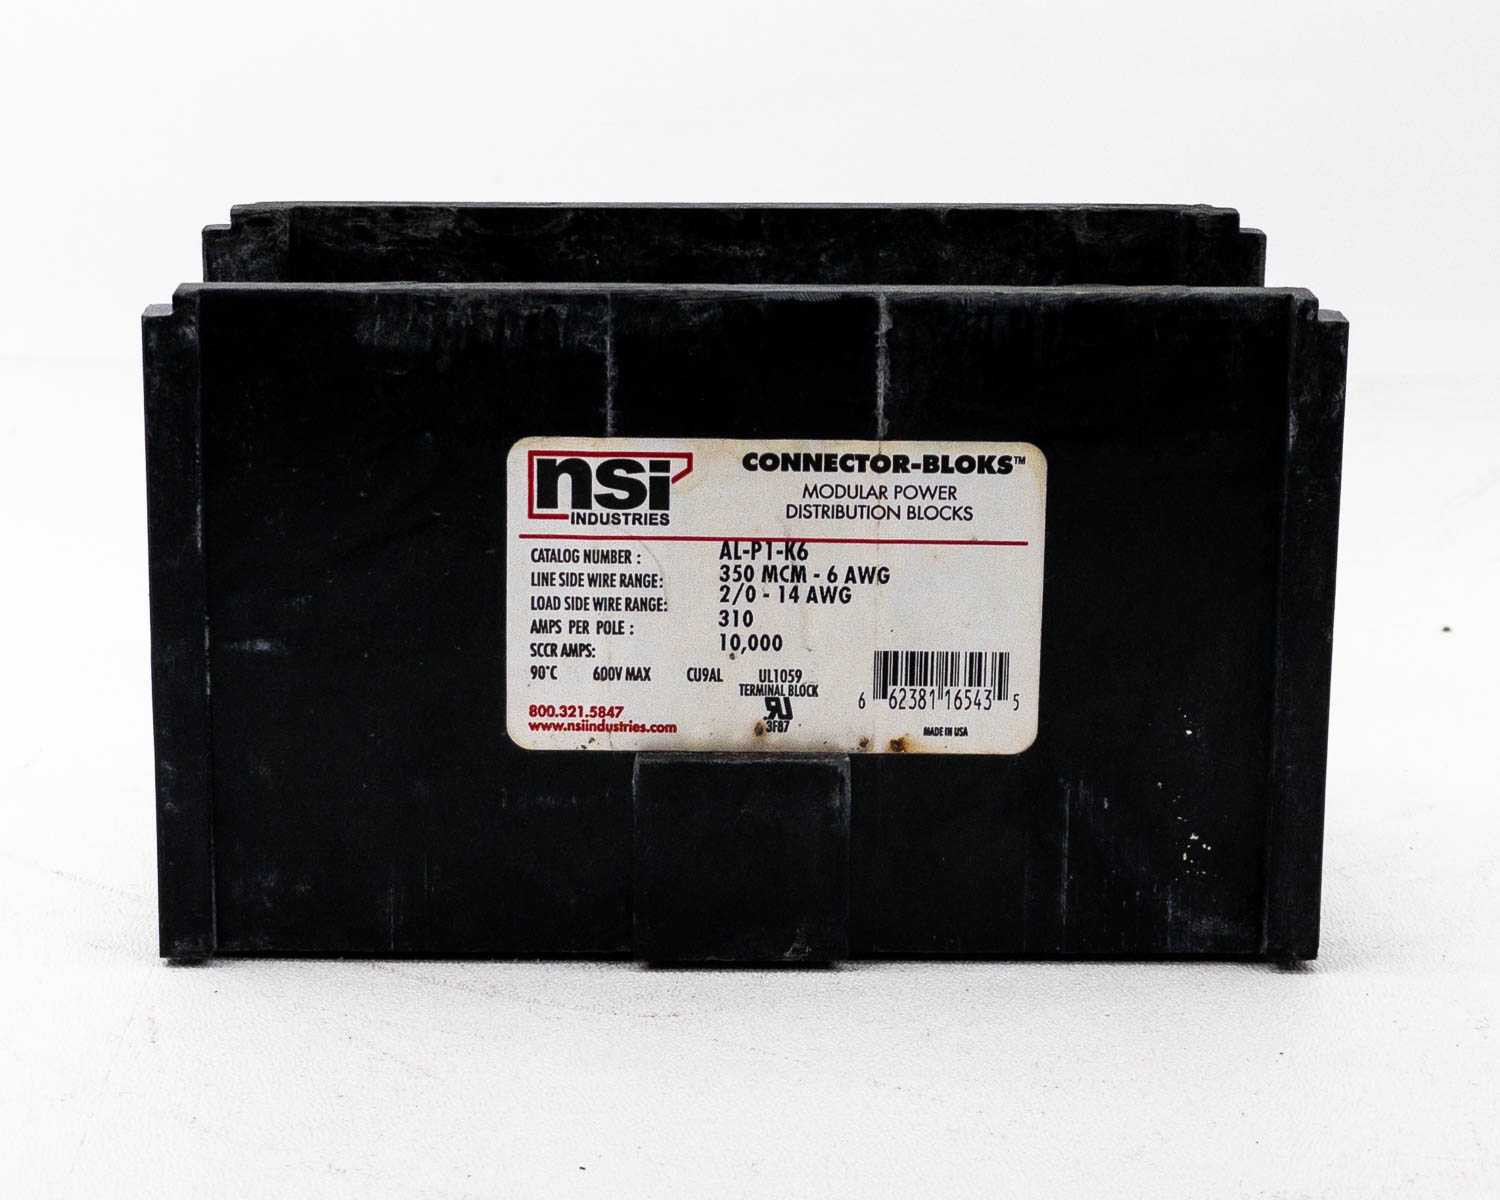 nsi
INDUSTRIES
CONNECTOR-BLOKS™
MODULAR POWER
DISTRIBUTION BLOCKS
CATALOG NUMBER : AL-P1-K6
LINE SIDE WIRE RANGE: 350 MCM - 6 AWG
LOAD SIDE WIRE RANGE: 2/0 - 14 AWG
AMPS PER POLE : 310
SCCR AMPS: 10,000
90°C 600V MAX CU9AL UL1059
TERMINAL BLOCK
3F87
800.321.5847
www.nsiindustries.com
6 62381 16543 5
MADE IN USA